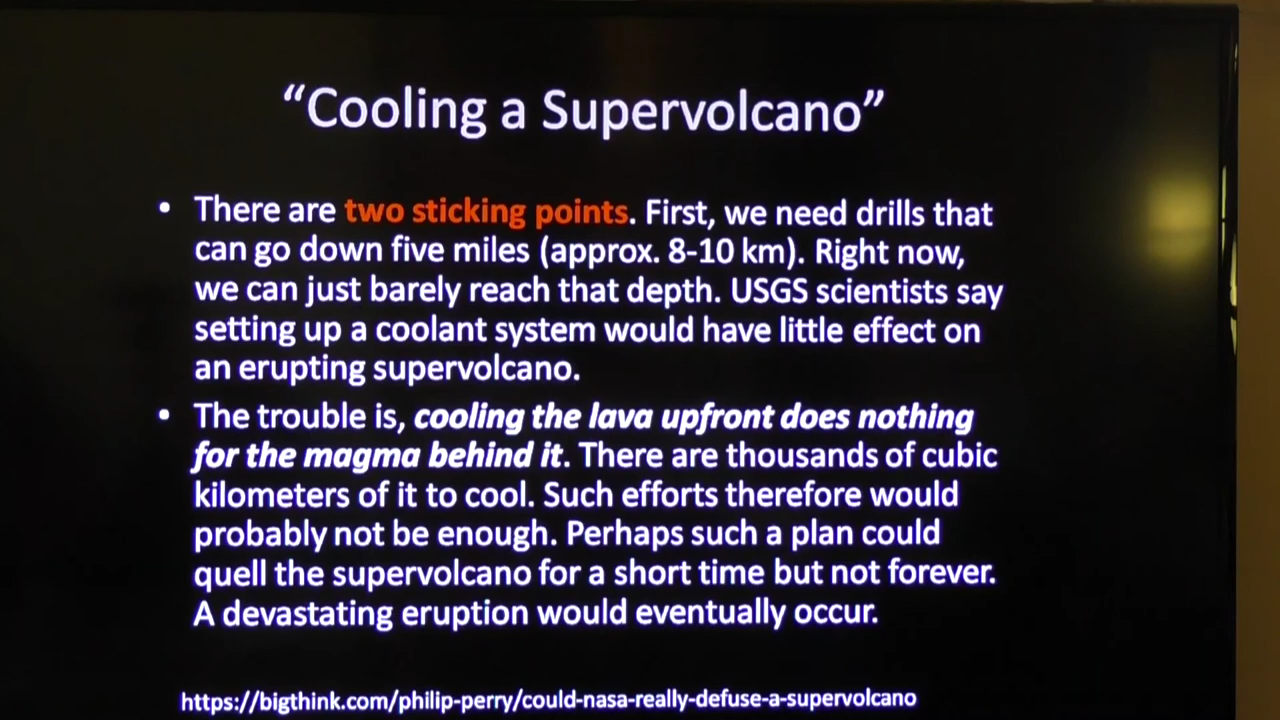 “Cooling a Supervolcano”
• There are two sticking points. First, we need drills that
can go down five miles (approx. 8-10 km). Right now,
we can just barely reach that depth. USGS scientists say
setting up a coolant system would have little effect on
an erupting supervolcano.
• The trouble is, cooling the lava upfront does nothing
for the magma behind it. There are thousands of cubic
kilometers of it to cool. Such efforts therefore would
probably not be enough. Perhaps such a plan could
quell the supervolcano for a short time but not forever.
A devastating eruption would eventually occur.
https://bigthink.com/philip-perry/could-nasa-really-defuse-a-supervolcano